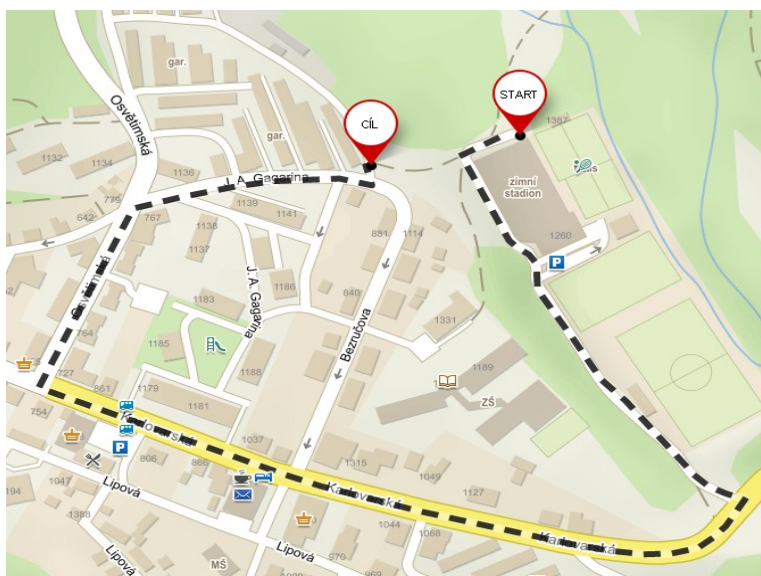 gar.
Osvětimská
START
CÍL
1387
gar.
1132
1134
1136
J. A. Gagarina
zimní
stadion
779
642
767
1139
1141
1138
1137
881
1114
1260
P
Osvětimská
J. A. Gagarina
1186
840
1183
764
1185
Bezručova
1331
1188
1189
ZŠ
727
861
1179
1181
754
Karlovarská
P
806
866
1037
1315
1049
1127
Karlovarská
Karlovarská
194
1047
1388
Lipová
1044
1068
Lipová
970
969
Lipová
MŠ